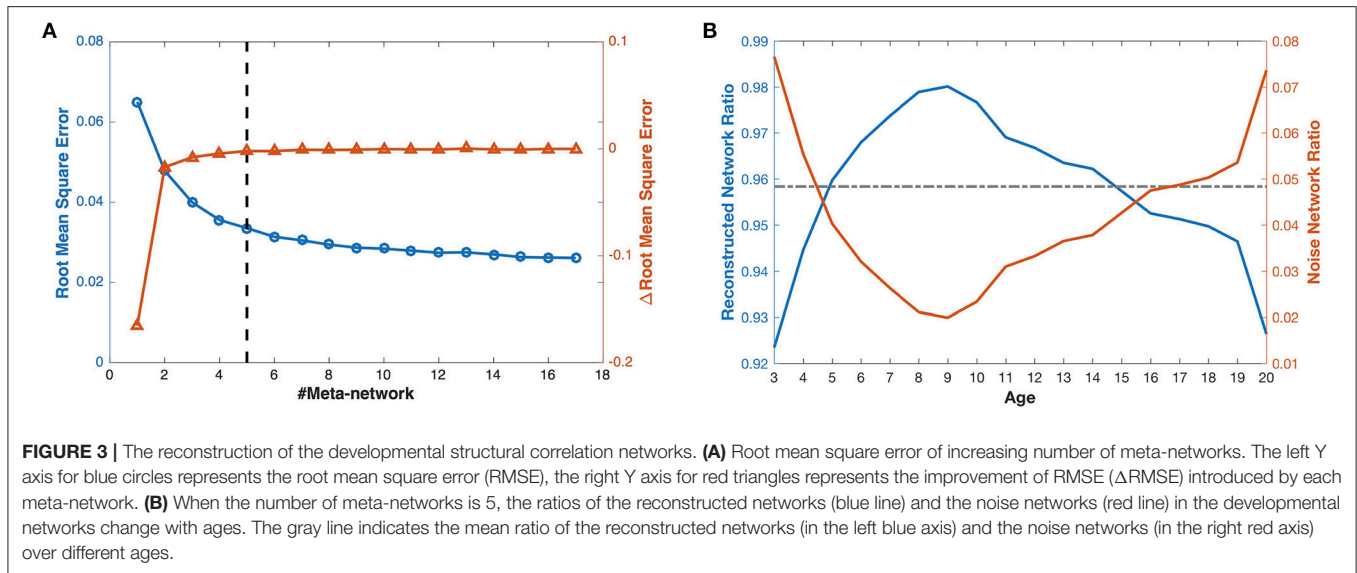 A
Root Mean Square Error
0.08
0.06
0.04
0.02
0
0 2 4 6 8 10 12 14 16 18
#Meta-network
0.1
0
-0.1
-0.2
ΔRoot Mean Square Error
B
Reconstructed Network Ratio
0.99
0.98
0.97
0.96
0.95
0.94
0.93
0.92
3 4 5 6 7 8 9 10 11 12 13 14 15 16 17 18 19 20
Age
0.08
0.07
0.06
0.05
0.04
0.03
0.02
0.01
Noise Network Ratio
FIGURE 3 | The reconstruction of the developmental structural correlation networks. (A) Root mean square error of increasing number of meta-networks. The left Y
axis for blue circles represents the root mean square error (RMSE), the right Y axis for red triangles represents the improvement of RMSE (ΔRMSE) introduced by each
meta-network. (B) When the number of meta-networks is 5, the ratios of the reconstructed networks (blue line) and the noise networks (red line) in the developmental
networks change with ages. The gray line indicates the mean ratio of the reconstructed networks (in the left blue axis) and the noise networks (in the right red axis)
over different ages.